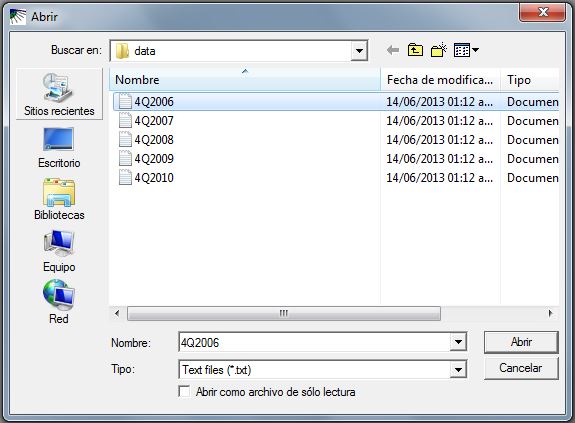 Abrir
Buscar en: data
Nombre Fecha de modifica... Tipo
Sitios recientes
Escritorio
Bibliotecas
Equipo
Red
4Q2006 14/06/2013 01:12 a... Documen
4Q2007 14/06/2013 01:12 a... Documen
4Q2008 14/06/2013 01:12 a... Documen
4Q2009 14/06/2013 01:12 a... Documen
4Q2010 14/06/2013 01:12 a... Documen
Nombre: 4Q2006 Abrir
Tipo: Text files (*.txt) Cancelar
Abrir como archivo de sólo lectura